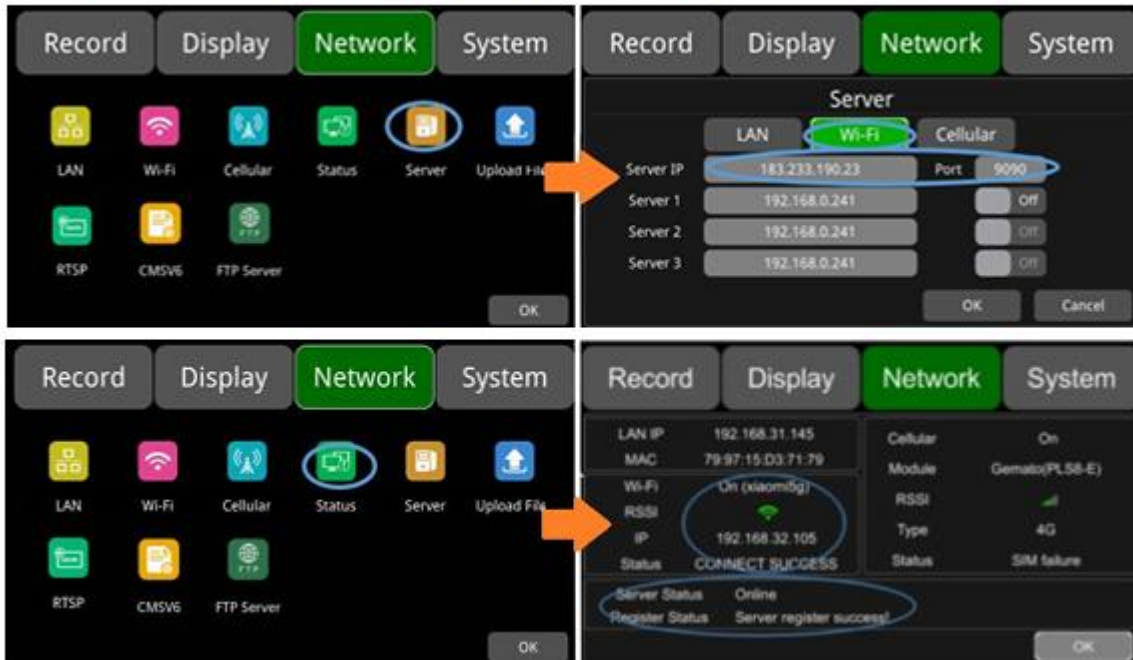 Record Display Network System
LAN Wi-Fi Cellular Status Server Upload File
RTSP CMSV6 FTP Server
OK
Record Display Network System
Server
LAN Wi-Fi Cellular
Server IP 183.233.190.23 Port 9090
Server 1 192.168.0.241 Off
Server 2 192.168.0.241 Off
Server 3 192.168.0.241 Off
OK Cancel
Record Display Network System
LAN Wi-Fi Cellular Status Server Upload File
RTSP CMSV6 FTP Server
OK
Record Display Network System
LAN IP 192.168.31.145
MAC 79:97:15:D3:71:79
Wi-Fi On (xiaomi5g)
RSSI
IP 192.168.32.105
Status CONNECT SUCCESS
Cellular On
Module Gemato(PLS8-E)
RSSI
Type 4G
Status SIM failure
Server Status Online
Register Status Server register success!
OK